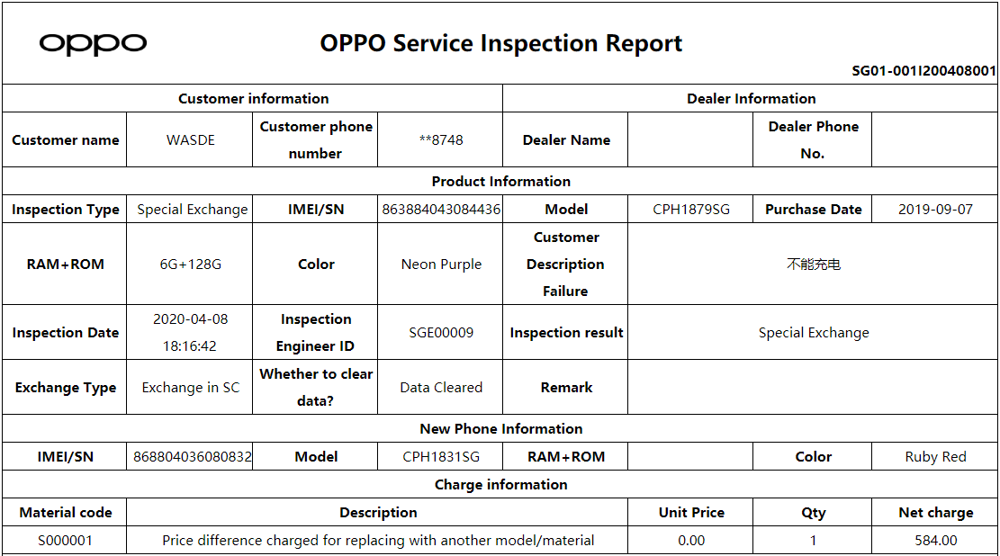 oppo
OPPO Service Inspection Report
SG01-001I200408001
Customer information Dealer Information
Customer name WASDE Customer phone number **8748 Dealer Name Dealer Phone No.
Product Information
Inspection Type Special Exchange IMEI/SN 863884043084436 Model CPH1879SG Purchase Date 2019-09-07
RAM+ROM 6G+128G Color Neon Purple Customer Description Failure 不能充电
Inspection Date 2020-04-08 18:16:42 Inspection Engineer ID SGE00009 Inspection result Special Exchange
Exchange Type Exchange in SC Whether to clear data? Data Cleared Remark
New Phone Information
IMEI/SN 868804036080832 Model CPH1831SG RAM+ROM Color Ruby Red
Charge information
Material code Description Unit Price Qty Net charge
S000001 Price difference charged for replacing with another model/material 0.00 1 584.00